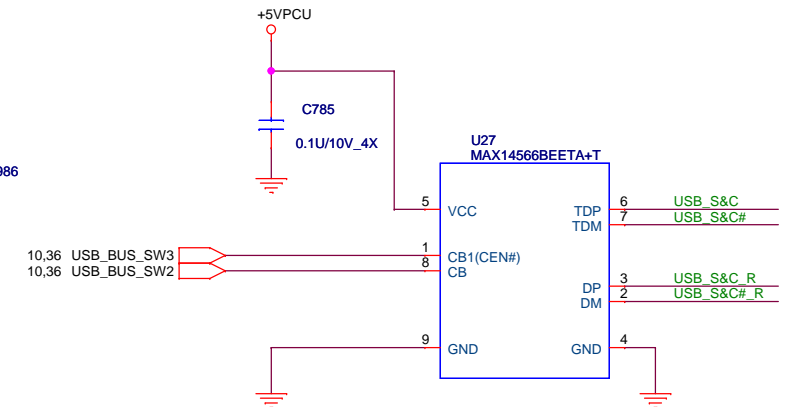 +5VPCU
C785
0.1U/10V_4X
986
U27
MAX14566BEETA+T
5 VCC
TDP 6 USB_S&C
TDM 7 USB_S&C#
10,36 USB_BUS_SW3 1 CB1(CEN#)
10,36 USB_BUS_SW2 8 CB
DP 3 USB_S&C_R
DM 2 USB_S&C#_R
9 GND
GND 4